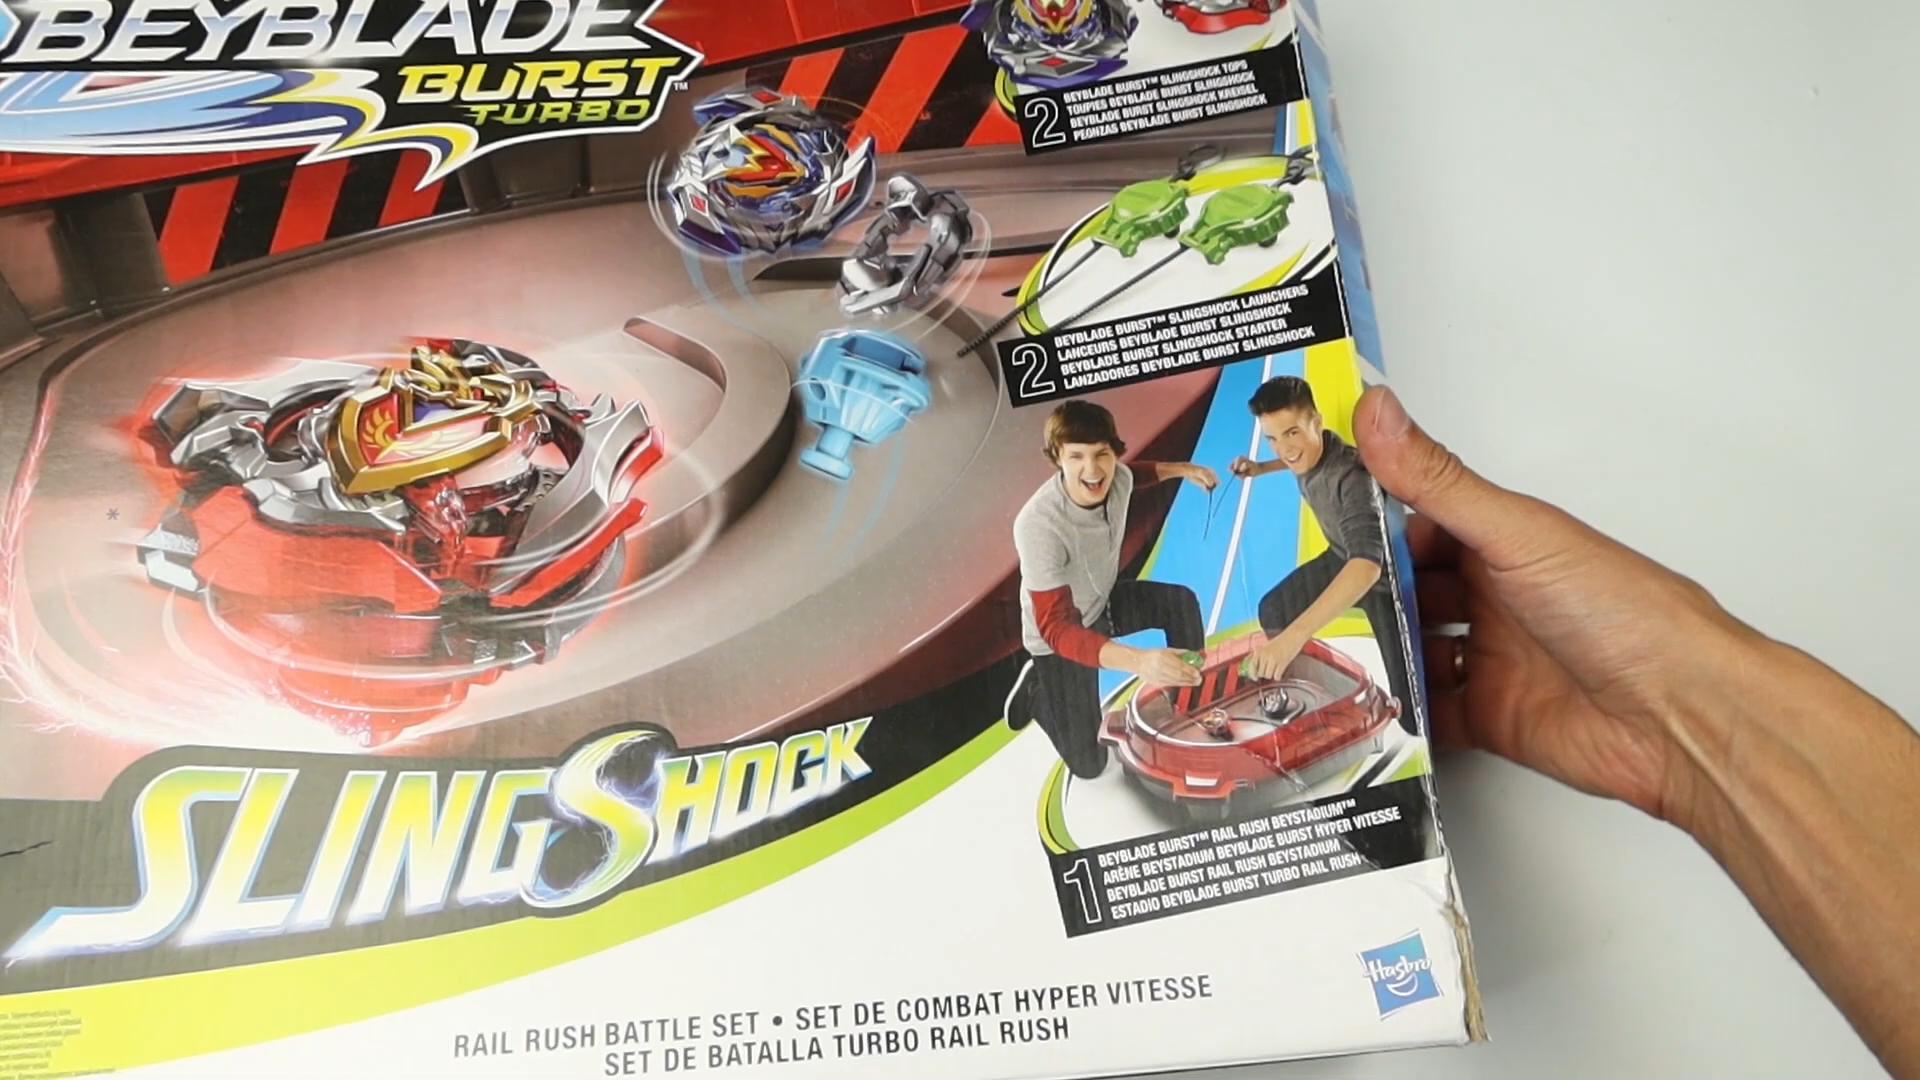 BEYBLADE
BURST™
TURBO
2
BEYBLADE BURST™ SLINGSHOCK TOPS
TOUPIES BEYBLADE BURST SLINGSHOCK
BEYBLADE BURST SLINGSHOCK KREISEL
PEONZAS BEYBLADE BURST SLINGSHOCK
2
BEYBLADE BURST™ SLINGSHOCK LAUNCHERS
LANCEURS BEYBLADE BURST SLINGSHOCK
BEYBLADE BURST SLINGSHOCK STARTER
LANZADORES BEYBLADE BURST SLINGSHOCK
*
SLINGSHOCK
1
BEYBLADE BURST™ RAIL RUSH BEYSTADIUM™
ARÈNE BEYSTADIUM BEYBLADE BURST HYPER VITESSE
BEYBLADE BURST RAIL RUSH BEYSTADIUM
ESTADIO BEYBLADE BURST TURBO RAIL RUSH
Hasbro
RAIL RUSH BATTLE SET • SET DE COMBAT HYPER VITESSE
SET DE BATALLA TURBO RAIL RUSH